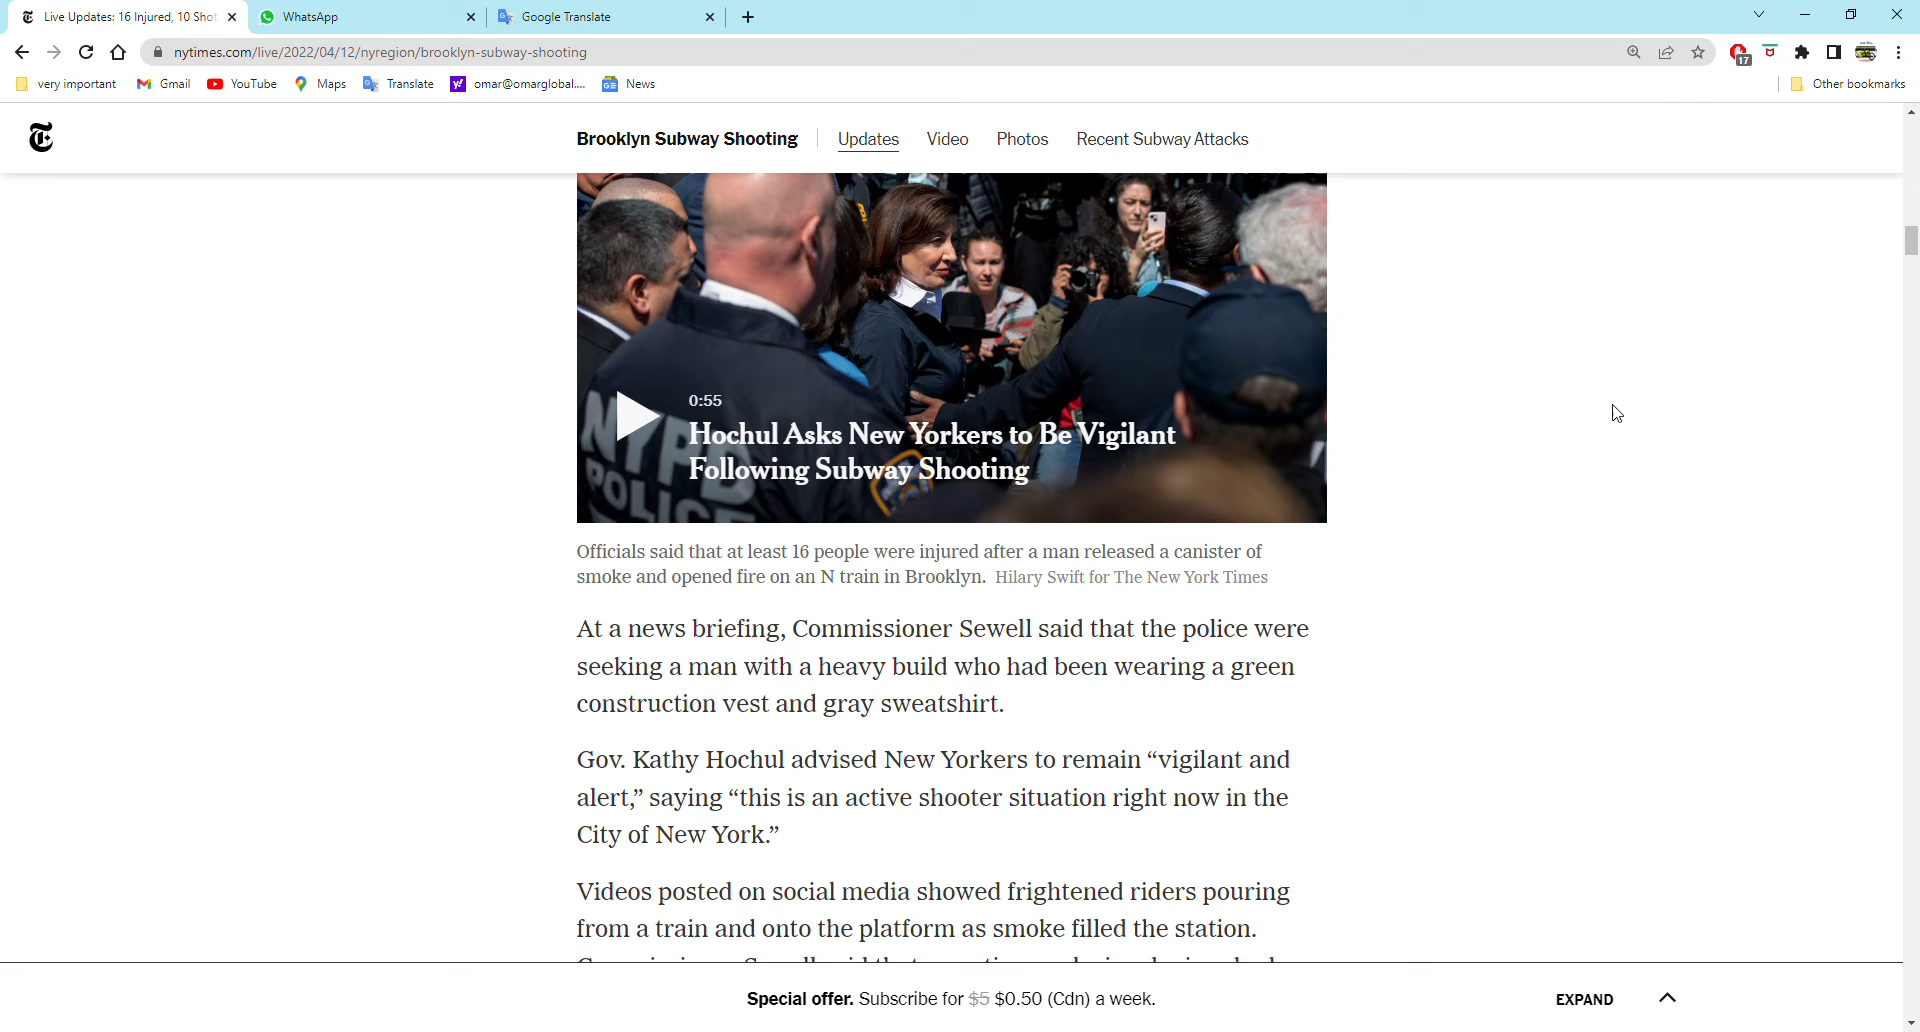 Live Updates: 16 Injured, 10 Shot
WhatsApp
Google Translate
nytimes.com/live/2022/04/12/nyregion/brooklyn-subway-shooting
17
very important
Gmail
YouTube
Maps
Translate
omar@omarglobal....
News
Other bookmarks
Brooklyn Subway Shooting
Updates
Video
Photos
Recent Subway Attacks
NYPD
POLICE
0:55
Hochul Asks New Yorkers to Be Vigilant
Following Subway Shooting
Officials said that at least 16 people were injured after a man released a canister of
smoke and opened fire on an N train in Brooklyn. Hilary Swift for The New York Times
At a news briefing, Commissioner Sewell said that the police were
seeking a man with a heavy build who had been wearing a green
construction vest and gray sweatshirt.
Gov. Kathy Hochul advised New Yorkers to remain “vigilant and
alert,” saying “this is an active shooter situation right now in the
City of New York.”
Videos posted on social media showed frightened riders pouring
from a train and onto the platform as smoke filled the station.
Special offer. Subscribe for $5 $0.50 (Cdn) a week.
EXPAND